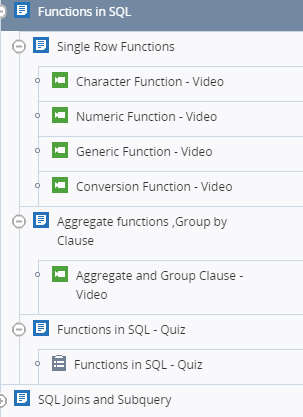 Functions in SQL
Single Row Functions
Character Function - Video
Numeric Function - Video
Generic Function - Video
Conversion Function - Video
Aggregate functions ,Group by
Clause
Aggregate and Group Clause -
Video
Functions in SQL - Quiz
Functions in SQL - Quiz
SQL Joins and Subquery